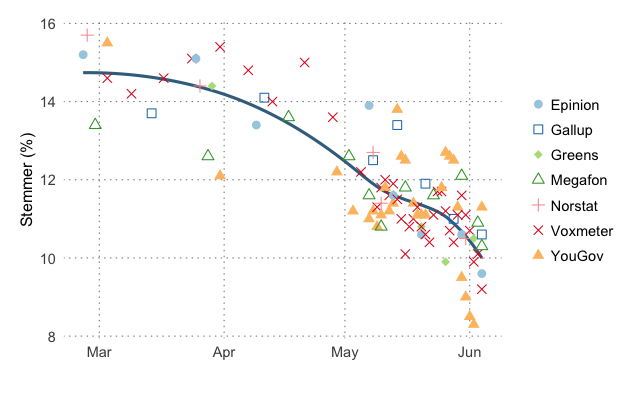 16
14
12
10
8
Stemmer (%)
Mar
Apr
May
Jun
Epinion
Gallup
Greens
Megafon
Norstat
Voxmeter
YouGov